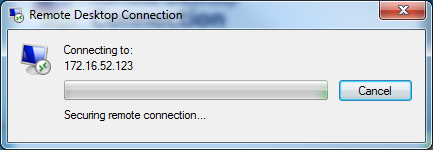 Remote Desktop Connection
Connecting to:
172.16.52.123
Cancel
Securing remote connection...